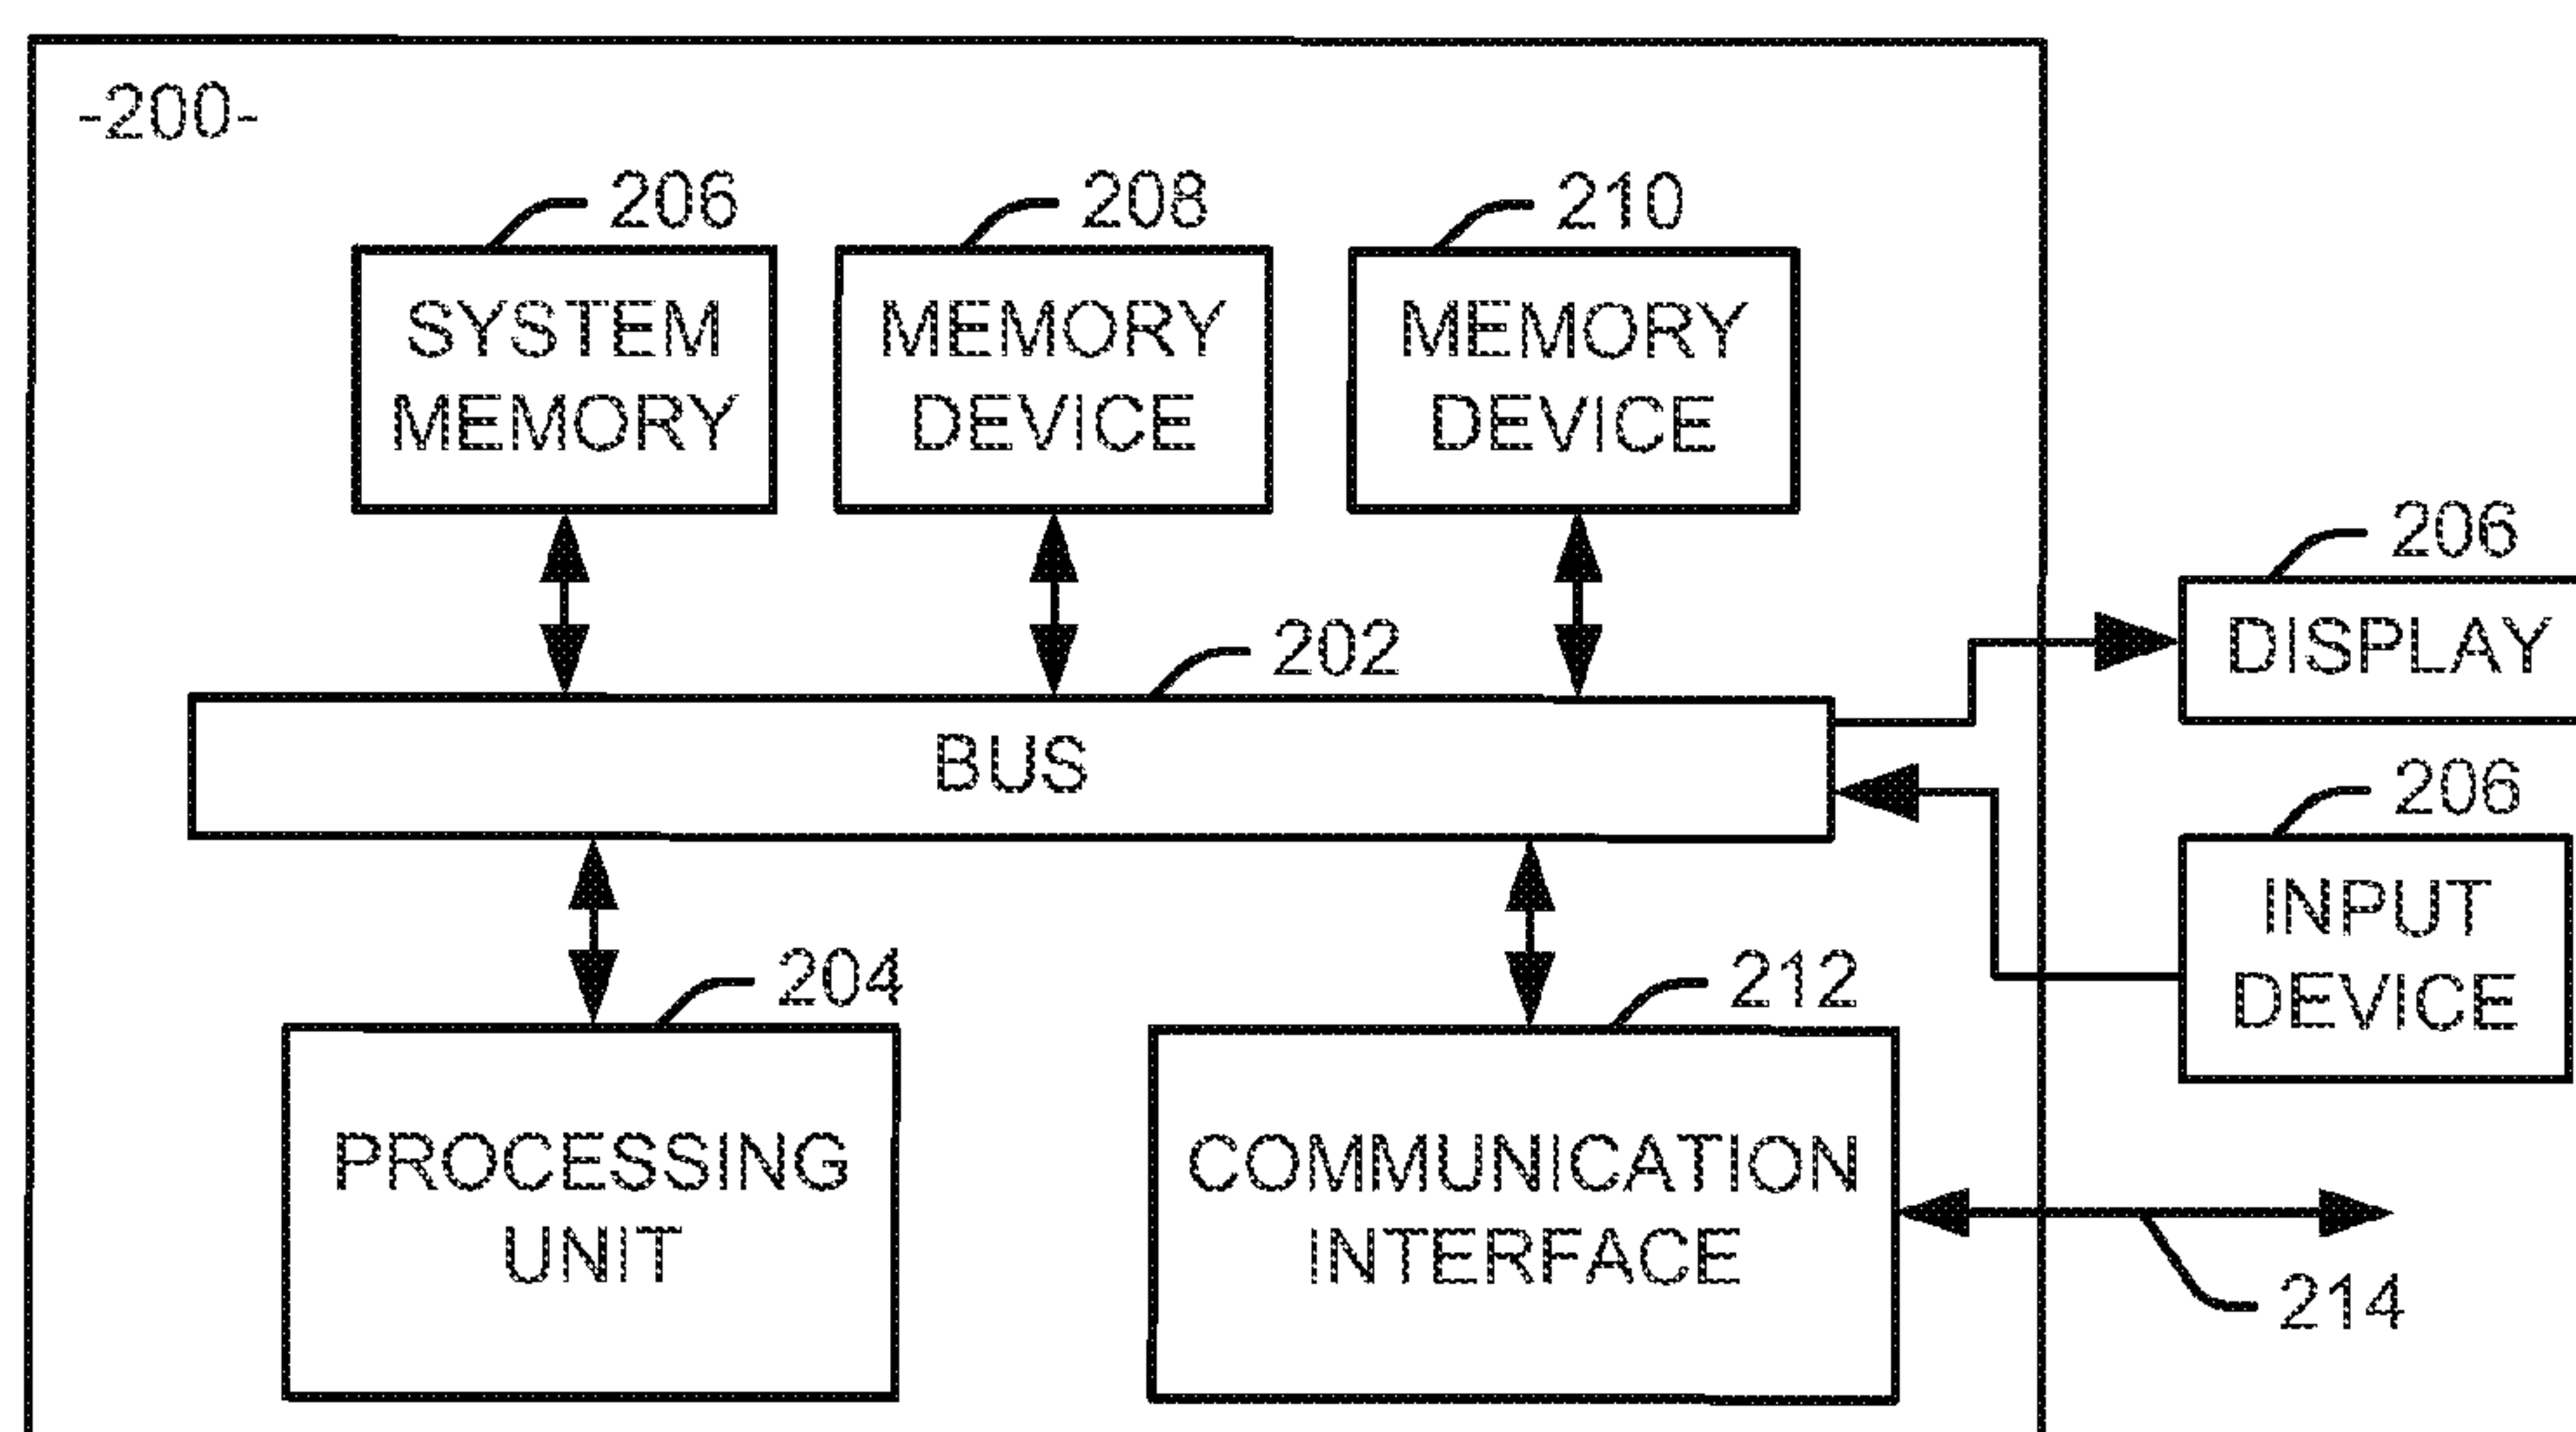 -200-
206
208
210
SYSTEM
MEMORY
MEMORY
DEVICE
MEMORY
DEVICE
206
DISPLAY
202
BUS
206
INPUT
DEVICE
204
212
PROCESSING
UNIT
COMMUNICATION
INTERFACE
214